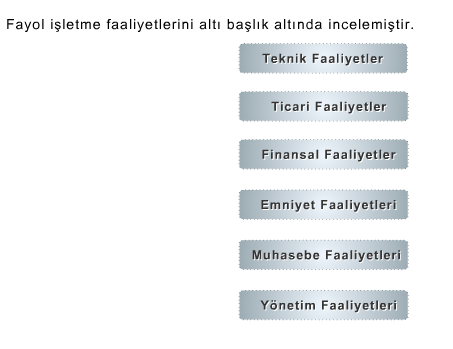 Fayol işletme faaliyetlerini altı başlık altında incelemiştir.
Teknik Faaliyetler
Ticari Faaliyetler
Finansal Faaliyetler
Emniyet Faaliyetleri
Muhasebe Faaliyetleri
Yönetim Faaliyetleri